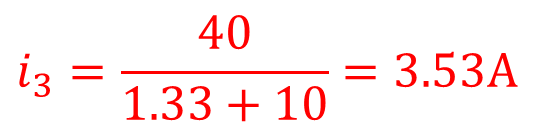 i₃ = 40 / (1.33 + 10) = 3.53A